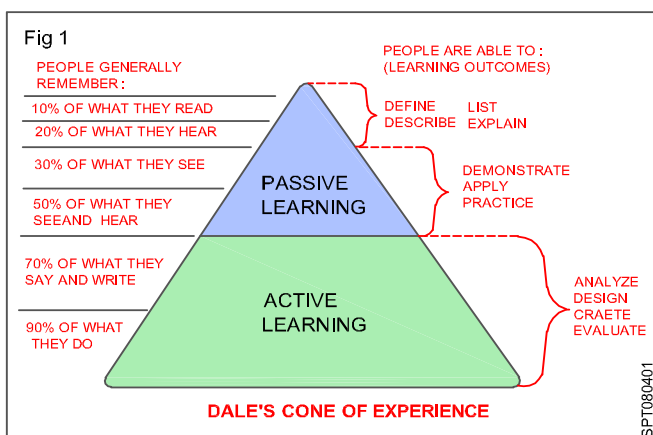 Fig 1
PEOPLE GENERALLY
REMEMBER :
10% OF WHAT THEY READ
20% OF WHAT THEY HEAR
30% OF WHAT THEY SEE
50% OF WHAT THEY
SEEAND HEAR
70% OF WHAT THEY
SAY AND WRITE
90% OF WHAT
THEY DO
PASSIVE
LEARNING
ACTIVE
LEARNING
PEOPLE ARE ABLE TO :
(LEARNING OUTCOMES)
DEFINE LIST
DESCRIBE EXPLAIN
DEMONSTRATE
APPLY
PRACTICE
ANALYZE
DESIGN
CRAETE
EVALUATE
DALE'S CONE OF EXPERIENCE
SPT080401